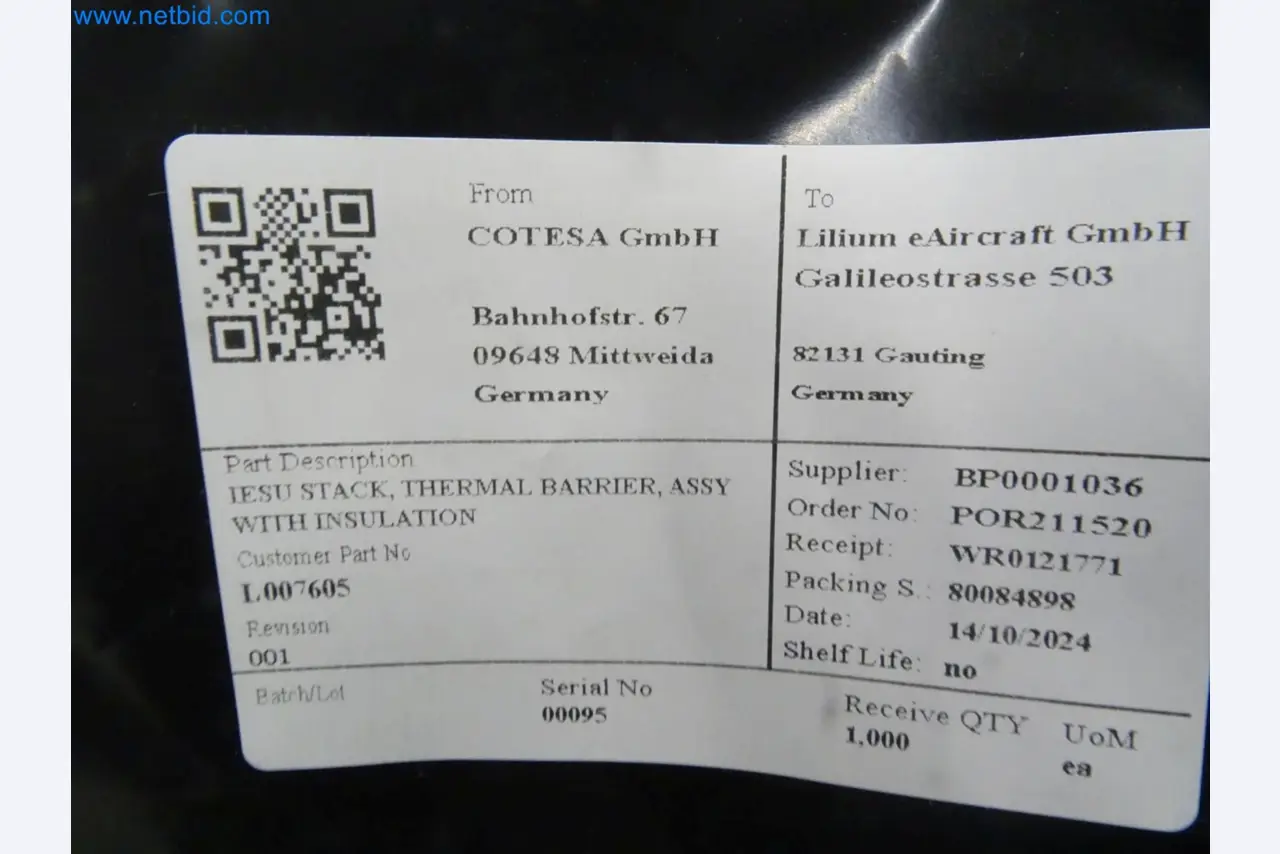 www.netbid.com
From
COTESA GmbH
Bahnhofstr. 67
09648 Mittweida
Germany
To
Lilium eAircraft GmbH
Galileostrasse 503
82131 Gauting
Germany
Part Description
IESU STACK, THERMAL BARRIER, ASSY
WITH INSULATION
Customer Part No
L007605
Revision
001
Supplier: BP0001036
Order No: POR211520
Receipt: WR0121771
Packing S.: 80084898
Date: 14/10/2024
Shelf Life: no
Batch/Lot
Serial No
00095
Receive QTY
1,000
UoM
ea